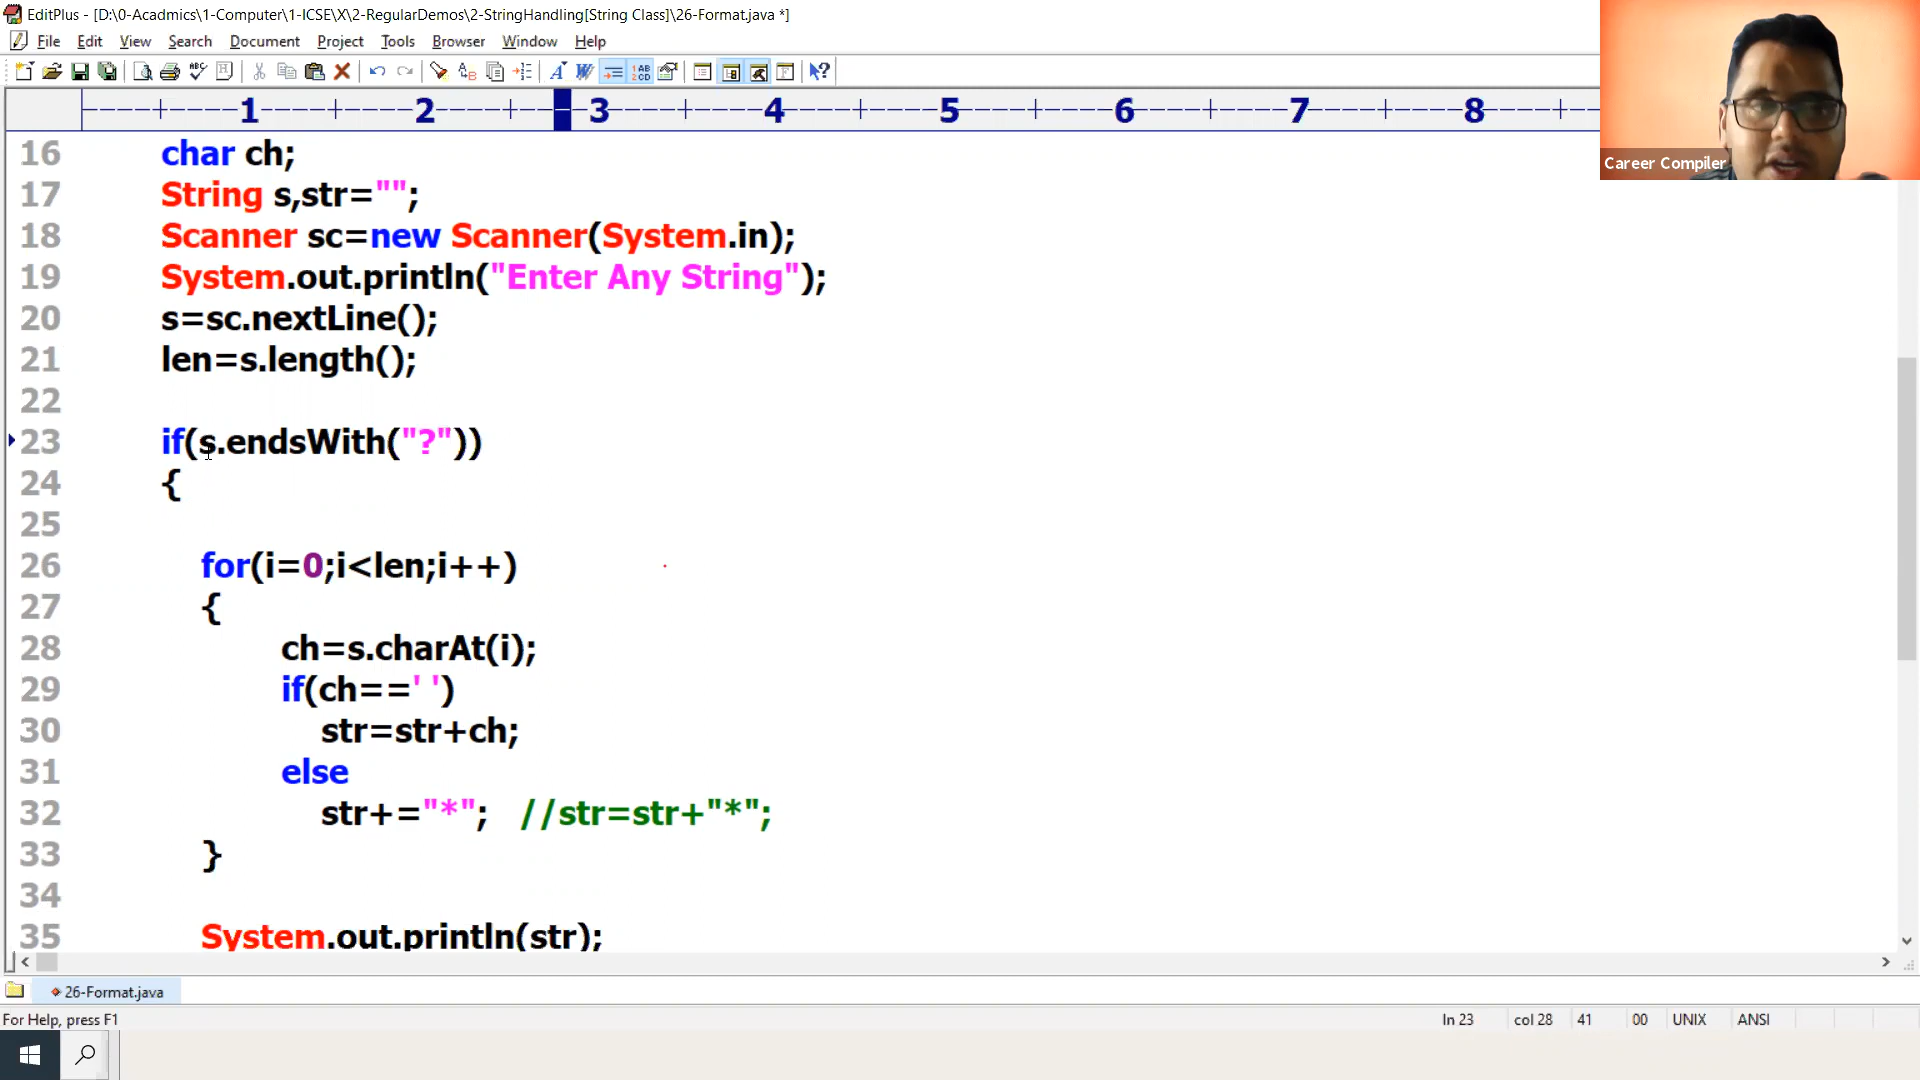 EditPlus - [D:\0-Acadmics\1-Computer\1-ICSE\X\2-RegularDemos\2-StringHandling[String Class]\26-Format.java *]
File Edit View Search Document Project Tools Browser Window Help
1 2 3 4 5 6 7 8
Career Compiler
16 char ch;
17 String s,str="";
18 Scanner sc=new Scanner(System.in);
19 System.out.println("Enter Any String");
20 s=sc.nextLine();
21 len=s.length();
22
23 if(s.endsWith("?"))
24 {
25
26 for(i=0;i<len;i++)
27 {
28 ch=s.charAt(i);
29 if(ch==' ')
30 str=str+ch;
31 else
32 str+="*"; //str=str+"*";
33 }
34
35 System.out.println(str);
26-Format.java
For Help, press F1 ln 23 col 28 41 00 UNIX ANSI